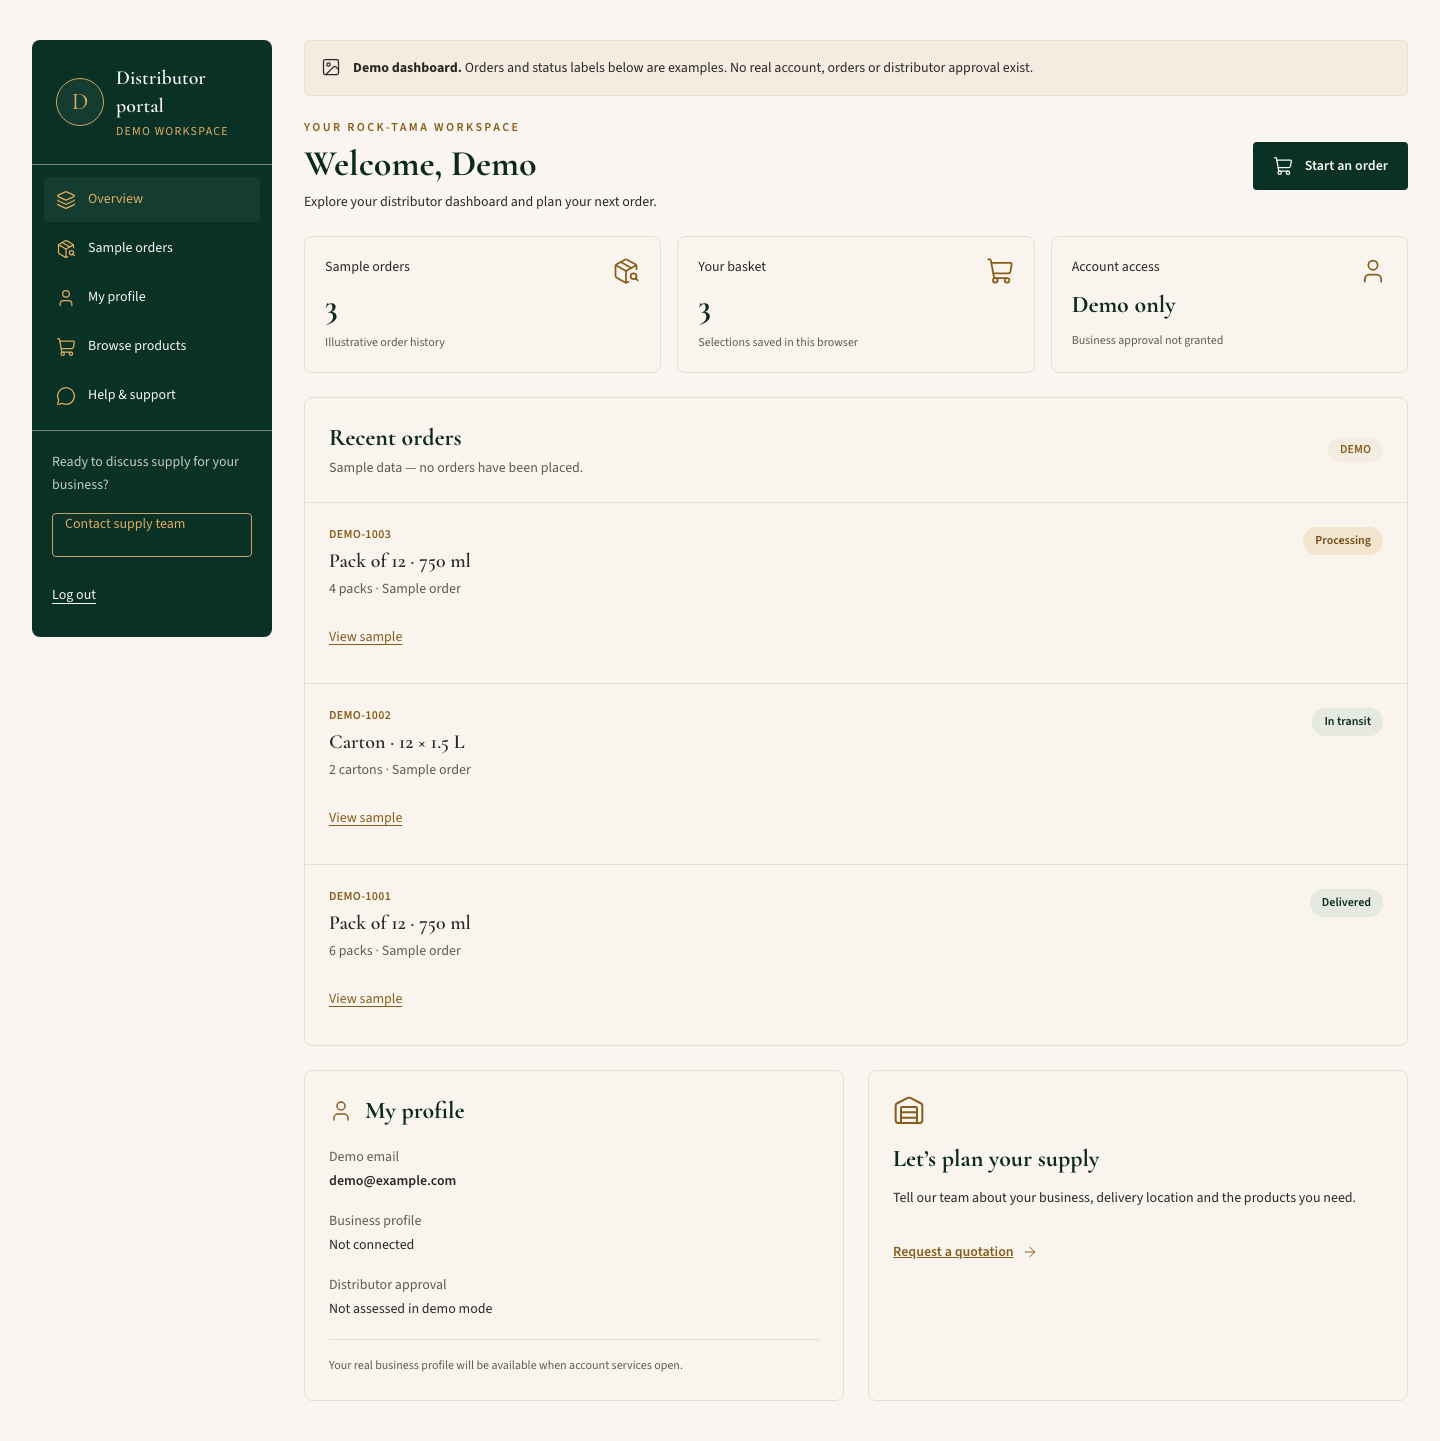 D
Distributor
portal
DEMO WORKSPACE
Overview
Sample orders
My profile
Browse products
Help & support
Ready to discuss supply for your
business?
Contact supply team
Log out
Demo dashboard. Orders and status labels below are examples. No real account, orders or distributor approval exist.
YOUR ROCK-TAMA WORKSPACE
Welcome, Demo
Explore your distributor dashboard and plan your next order.
Start an order
Sample orders
3
Illustrative order history
Your basket
3
Selections saved in this browser
Account access
Demo only
Business approval not granted
Recent orders
Sample data — no orders have been placed.
DEMO
DEMO-1003
Pack of 12 · 750 ml
4 packs · Sample order
View sample
Processing
DEMO-1002
Carton · 12 × 1.5 L
2 cartons · Sample order
View sample
In transit
DEMO-1001
Pack of 12 · 750 ml
6 packs · Sample order
View sample
Delivered
My profile
Demo email
demo@example.com
Business profile
Not connected
Distributor approval
Not assessed in demo mode
Your real business profile will be available when account services open.
Let’s plan your supply
Tell our team about your business, delivery location and the products you need.
Request a quotation